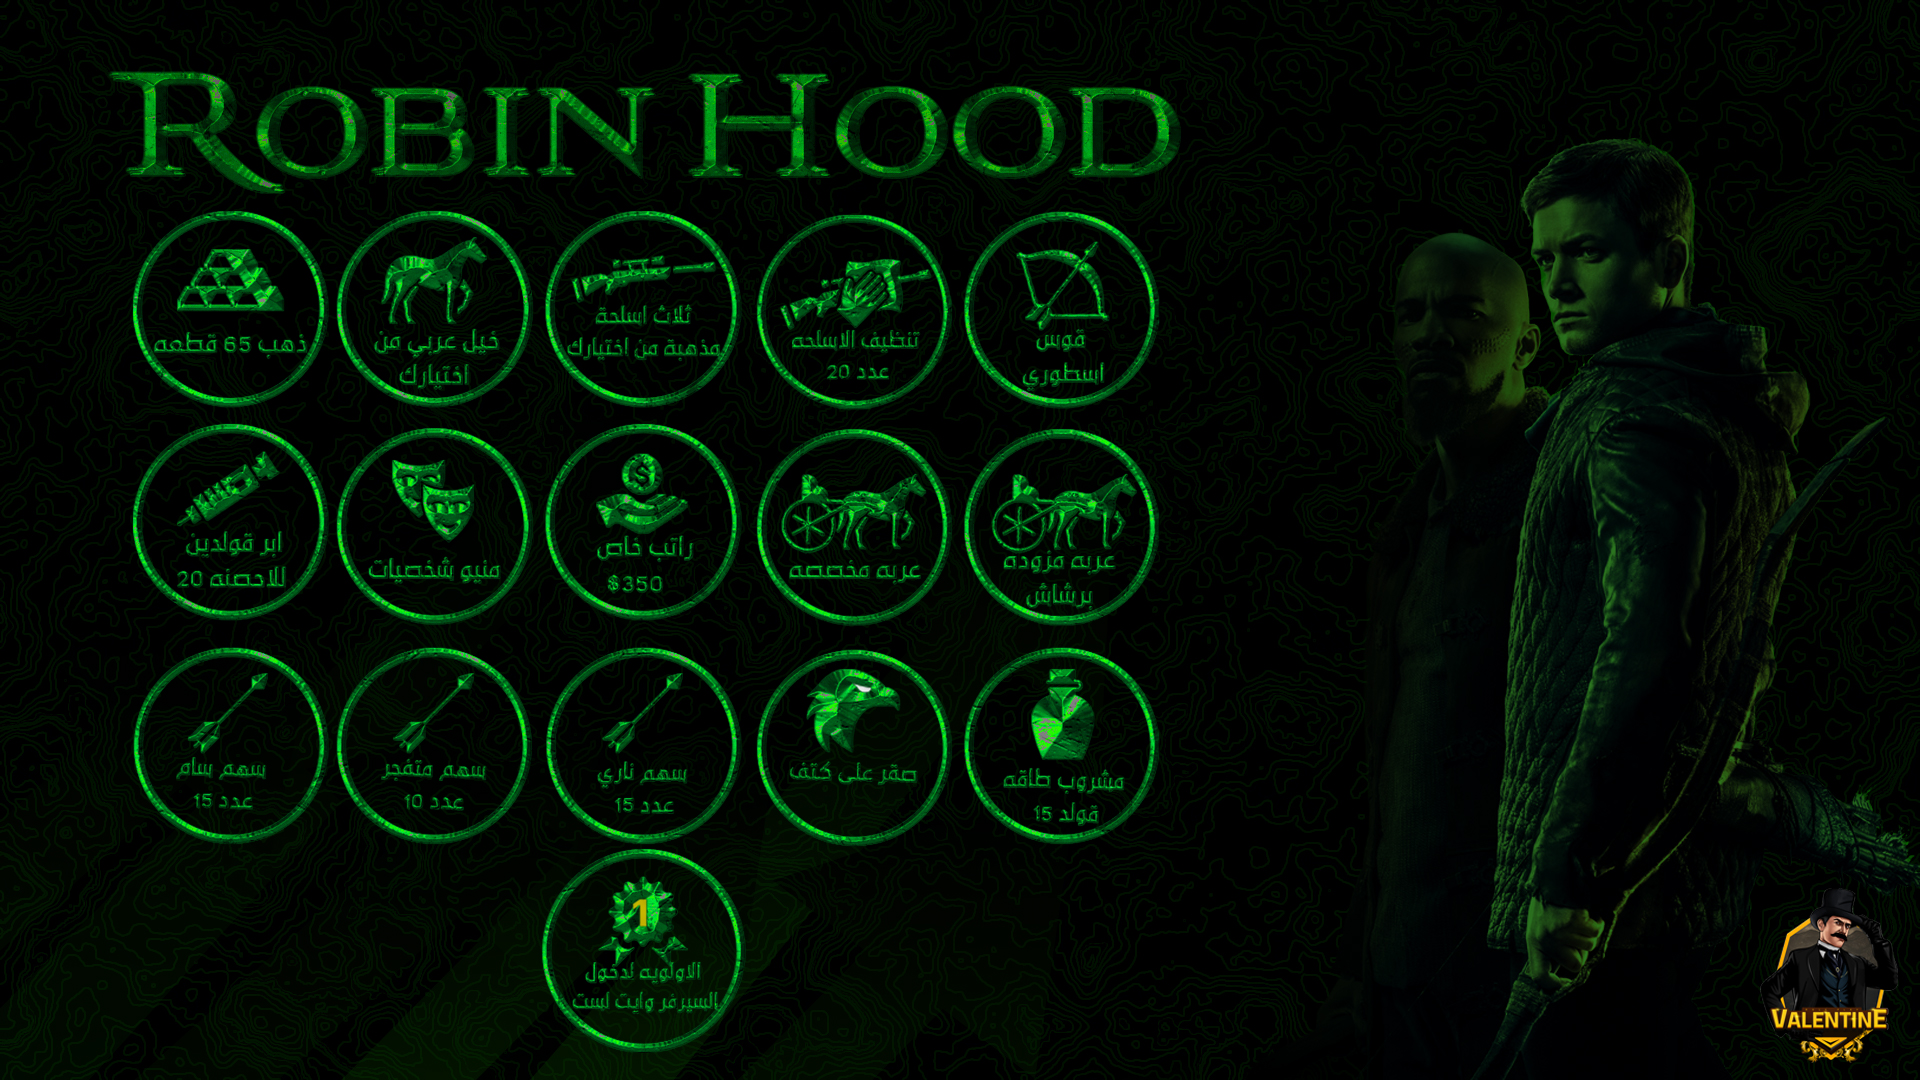 ROBIN HOOD
ذهب 65 قطعه
خيل عربي من
اختيارك
ثلاث اسلحة
مذهبة من اختيارك
تنظيف الاسلحه
عدد 20
قوس
اسطوري
ابر قولدين
للاحصنه 20
منيو شخصيات
راتب خاص
$350
عربه مخصصه
عربه مزوده
برشاش
سهم سام
عدد 15
سهم متفجر
عدد 10
سهم ناري
عدد 15
صقر على كتف
مشروب طاقه
قولد 15
1
الاولويه لدخول
السيرفر وايت لست
VALENTINE